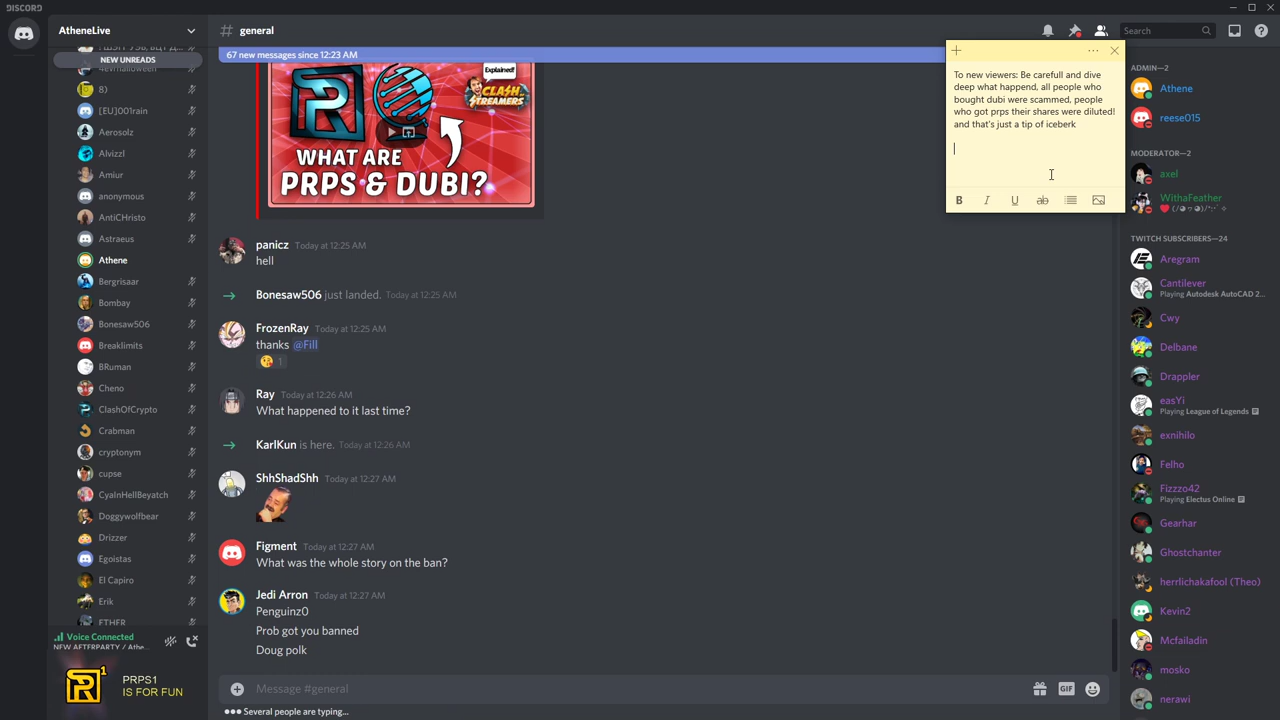 DISCORD
AtheneLive
NEW UNREADS
4evrhalloween
8)
[EU]001rain
Aerosolz
Alvizzl
Amiur
anonymous
AntiCHristo
Astraeus
Athene
Bergrisaar
Bombay
Bonesaw506
Breaklimits
BRuman
Cheno
ClashOfCrypto
Crabman
cryptonym
cupse
CyaInHellBeyatch
Doggywolfbear
Drizzer
Egoistas
El Capiro
Erik
ETHER
Voice Connected
NEW AFTERPARTY / Athe...
PRPS1
IS FOR FUN
# general
Search
67 new messages since 12:23 AM
Explained!
CLASH
STREAMERS
WHAT ARE
PRPS & DUBI?
panicz Today at 12:25 AM
hell
Bonesaw506 just landed. Today at 12:25 AM
FrozenRay Today at 12:25 AM
thanks @Fill
1
Ray Today at 12:26 AM
What happened to it last time?
KarlKun is here. Today at 12:26 AM
ShhShadShh Today at 12:27 AM
Figment Today at 12:27 AM
What was the whole story on the ban?
Jedi Arron Today at 12:27 AM
Penguinz0
Prob got you banned
Doug polk
Message #general
GIF
Several people are typing...
To new viewers: Be carefull and dive
deep what happend, all people who
bought dubi were scammed, people
who got prps their shares were diluted!
and that's just a tip of iceberk
B I U ab
ADMIN—2
Athene
reese015
MODERATOR—2
axel
WithaFeather
TWITCH SUBSCRIBERS—24
Aregram
Cantilever
Playing Autodesk AutoCAD 2...
Cwy
Delbane
Drappler
easYi
Playing League of Legends
exnihilo
Felho
Fizzzo42
Playing Electus Online
Gearhar
Ghostchanter
herrlichakafool (Theo)
Kevin2
Mcfailadin
mosko
nerawi